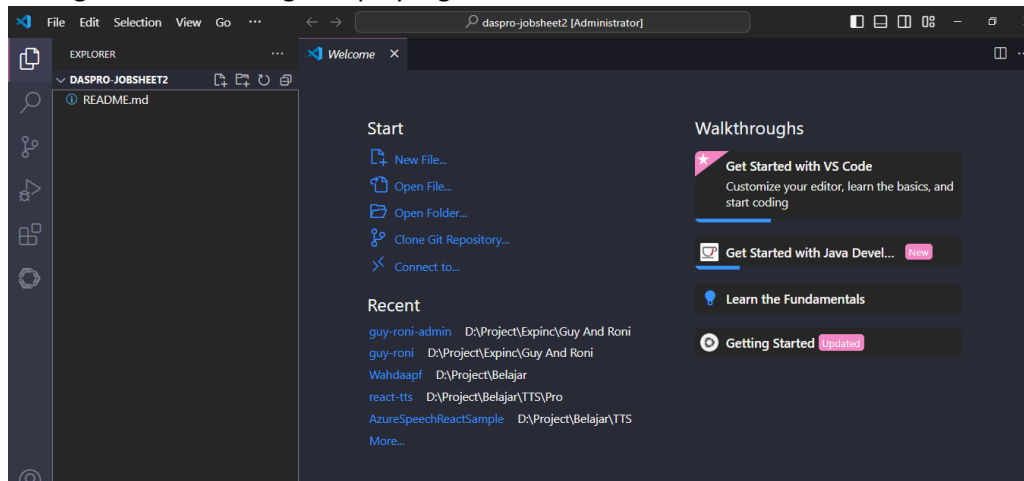 File Edit Selection View Go ···
daspro-jobsheet2 [Administrator]
EXPLORER
Welcome
DASPRO-JOBSHEET2
README.md
Start
New File...
Open File...
Open Folder...
Clone Git Repository...
Connect to...
Recent
guy-roni-admin D:\Project\Expinc\Guy And Roni
guy-roni D:\Project\Expinc\Guy And Roni
Wahdaapf D:\Project\Belajar
react-tts D:\Project\Belajar\TTS\Pro
AzureSpeechReactSample D:\Project\Belajar\TTS
More...
Walkthroughs
Get Started with VS Code
Customize your editor, learn the basics, and
start coding
Get Started with Java Devel... New
Learn the Fundamentals
Getting Started Updated